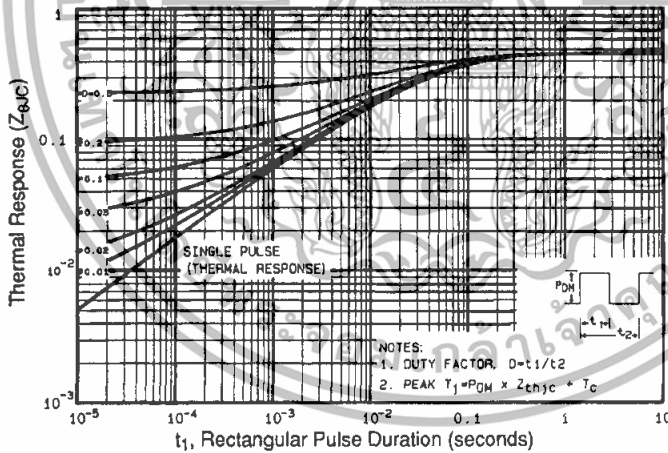 Thermal Response (ZθJC)
1
0.1
10-2
10-3
D=0.5
0.2
0.1
0.05
0.02
0.01
SINGLE PULSE
(THERMAL RESPONSE)
PDM
t1
t2
NOTES:
1. DUTY FACTOR, D=t1/t2
2. PEAK TJ=PDM x Zthjc + TC
10-5
10-4
10-3
10-2
0.1
1
10
t1, Rectangular Pulse Duration (seconds)